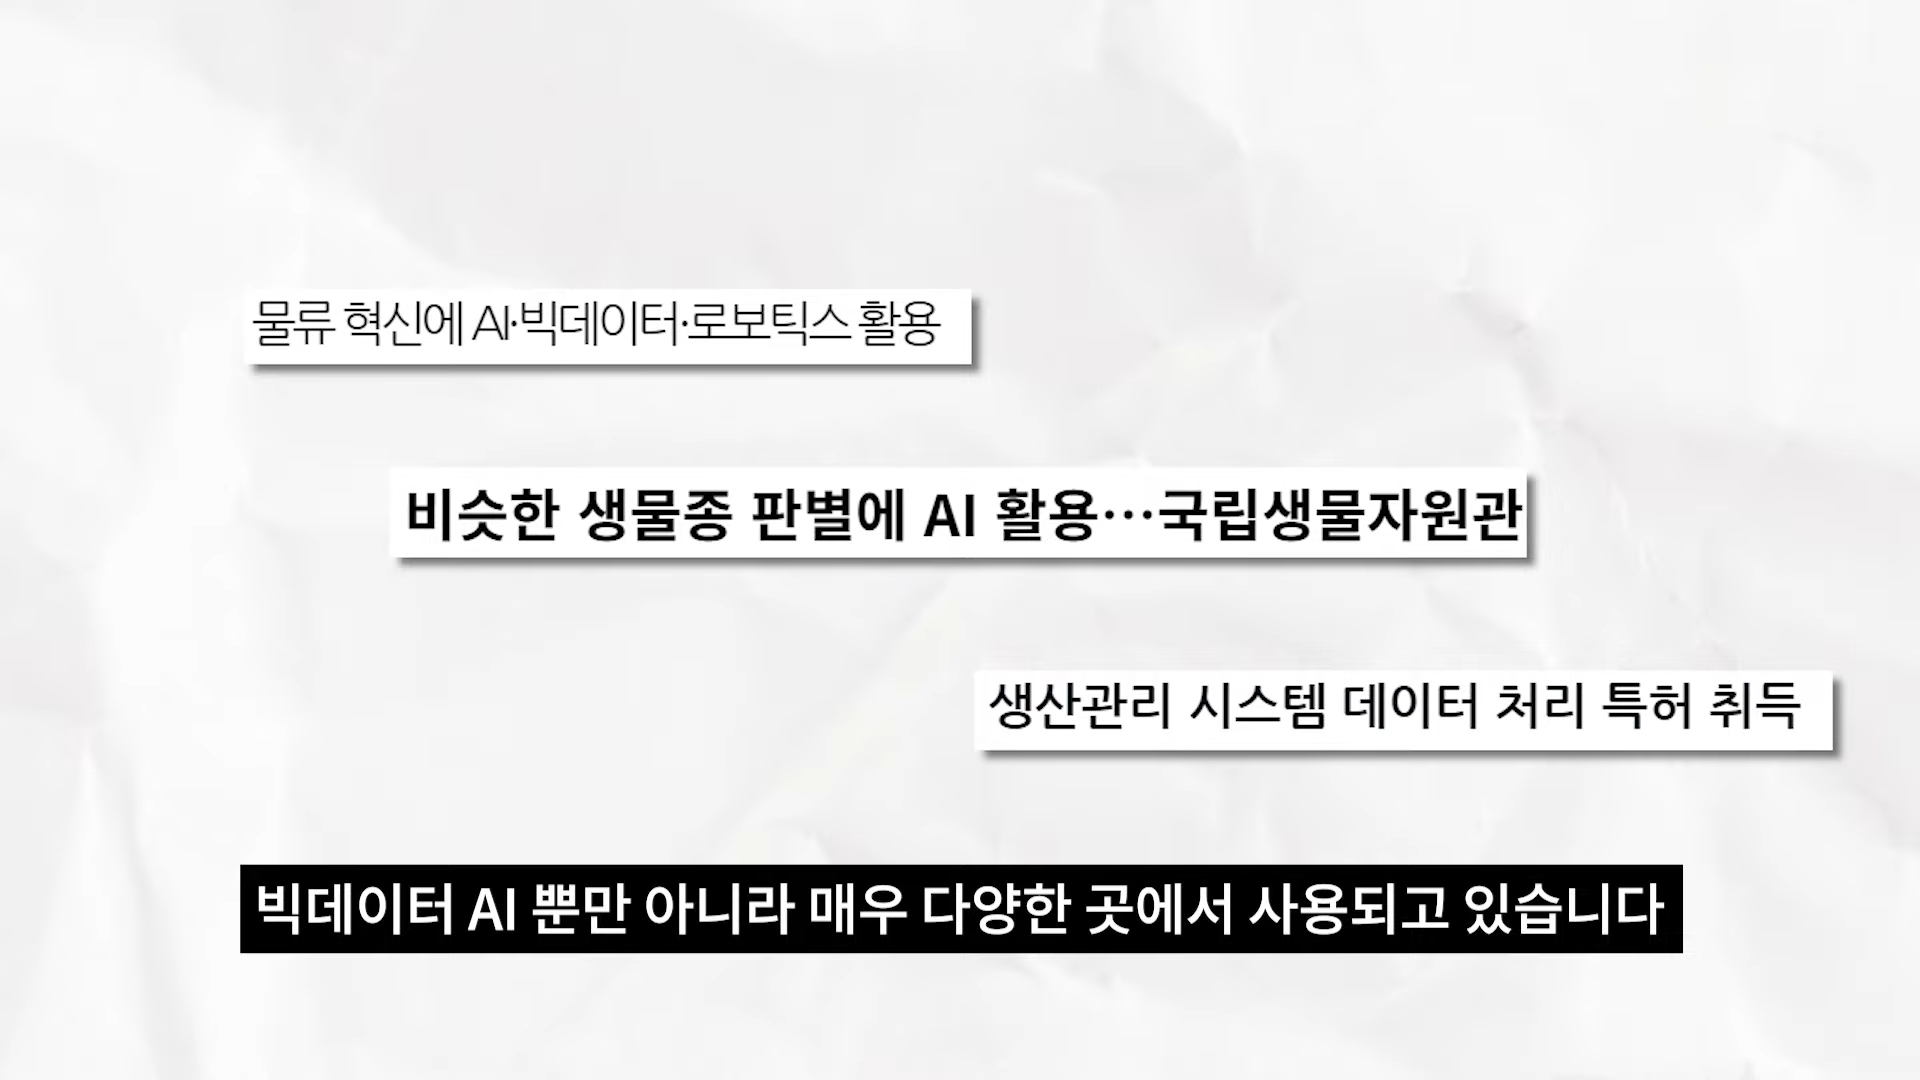 물류 혁신에 AI·빅데이터·로보틱스 활용
비슷한 생물종 판별에 AI 활용…국립생물자원관
생산관리 시스템 데이터 처리 특허 취득
빅데이터 AI 뿐만 아니라 매우 다양한 곳에서 사용되고 있습니다